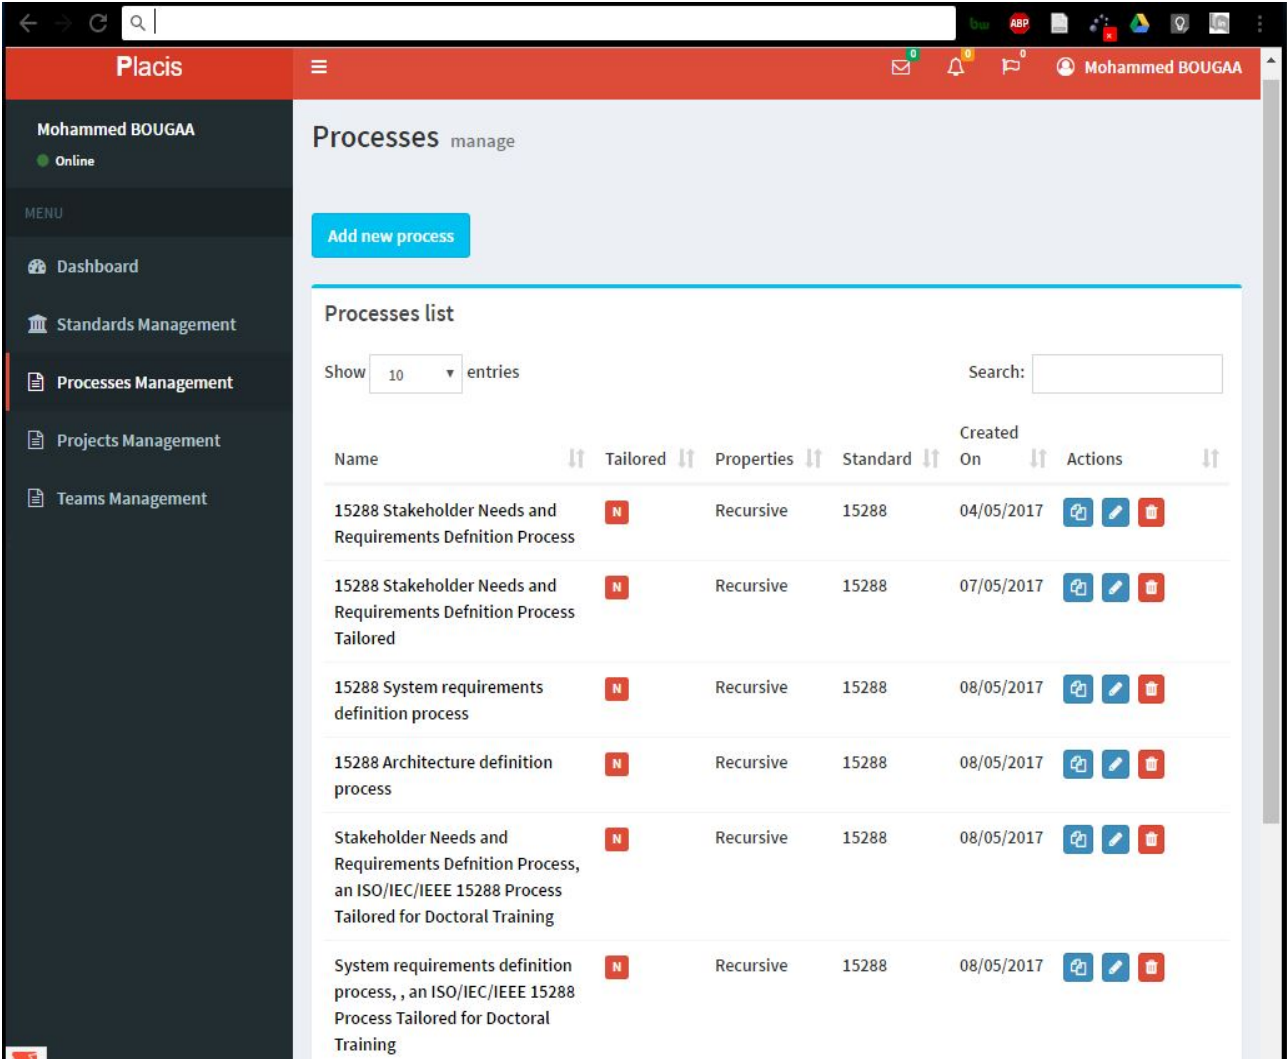 bw ABP
Placis
0 0 0 Mohammed BOUGAA
Mohammed BOUGAA
Online
MENU
Dashboard
Standards Management
Processes Management
Projects Management
Teams Management
Processes manage
Add new process
Processes list
Show 10 entries Search:
Name Tailored Properties Standard Created
On Actions
15288 Stakeholder Needs and N Recursive 15288 04/05/2017
Requirements Defnition Process
15288 Stakeholder Needs and N Recursive 15288 07/05/2017
Requirements Defnition Process
Tailored
15288 System requirements N Recursive 15288 08/05/2017
definition process
15288 Architecture definition N Recursive 15288 08/05/2017
process
Stakeholder Needs and N Recursive 15288 08/05/2017
Requirements Defnition Process,
an ISO/IEC/IEEE 15288 Process
Tailored for Doctoral Training
System requirements definition N Recursive 15288 08/05/2017
process, , an ISO/IEC/IEEE 15288
Process Tailored for Doctoral
Training